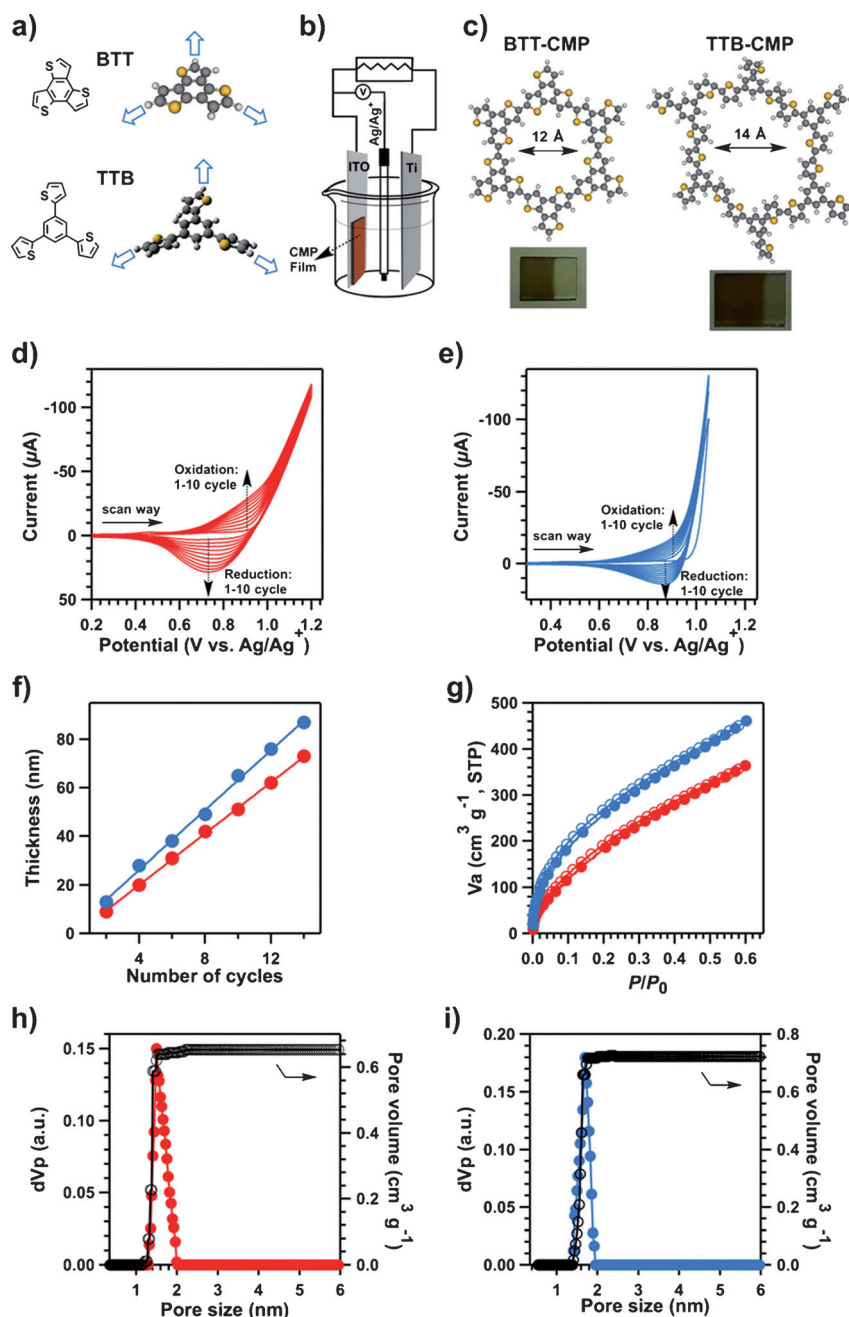 a)
BTT
S
S
S
TTB
S
S
S
b)
V
Ag/Ag+
ITO
Ti
CMP
Film
c)
BTT-CMP
12 Å
TTB-CMP
14 Å
d)
-100
-50
0
50
Current (µA)
Oxidation:
1-10 cycle
scan way
Reduction:
1-10 cycle
0.2 0.4 0.6 0.8 1.0 1.2
Potential (V vs. Ag/Ag+)
e)
-100
-50
0
Current (µA)
Oxidation:
1-10 cycle
scan way
Reduction:
1-10 cycle
0.4 0.6 0.8 1.0 1.2
Potential (V vs. Ag/Ag+)
f)
80
60
40
20
0
Thickness (nm)
4 8 12
Number of cycles
g)
500
400
300
200
100
0
Va (cm3 g-1, STP)
0.0 0.1 0.2 0.3 0.4 0.5 0.6
P/P0
h)
0.15
0.10
0.05
0.00
dVp (a.u.)
0.6
0.4
0.2
0.0
Pore volume (cm3 g-1)
1 2 3 4 5 6
Pore size (nm)
i)
0.20
0.15
0.10
0.05
0.00
dVp (a.u.)
0.8
0.6
0.4
0.2
0.0
Pore volume (cm3 g-1)
1 2 3 4 5 6
Pore size (nm)